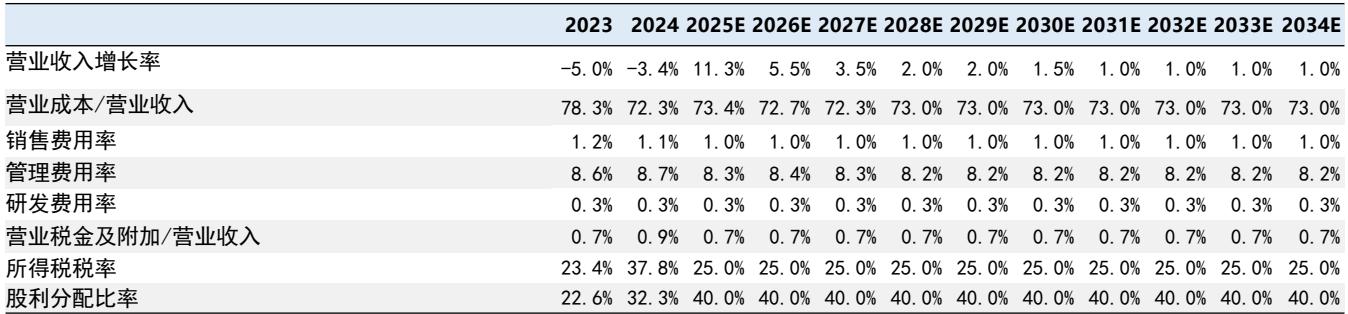 2023 2024 2025E 2026E 2027E 2028E 2029E 2030E 2031E 2032E 2033E 2034E
营业收入增长率 -5.0% -3.4% 11.3% 5.5% 3.5% 2.0% 2.0% 1.5% 1.0% 1.0% 1.0% 1.0%
营业成本/营业收入 78.3% 72.3% 73.4% 72.7% 72.3% 73.0% 73.0% 73.0% 73.0% 73.0% 73.0% 73.0%
销售费用率 1.2% 1.1% 1.0% 1.0% 1.0% 1.0% 1.0% 1.0% 1.0% 1.0% 1.0% 1.0%
管理费用率 8.6% 8.7% 8.3% 8.4% 8.3% 8.2% 8.2% 8.2% 8.2% 8.2% 8.2% 8.2%
研发费用率 0.3% 0.3% 0.3% 0.3% 0.3% 0.3% 0.3% 0.3% 0.3% 0.3% 0.3% 0.3%
营业税金及附加/营业收入 0.7% 0.9% 0.7% 0.7% 0.7% 0.7% 0.7% 0.7% 0.7% 0.7% 0.7% 0.7%
所得税税率 23.4% 37.8% 25.0% 25.0% 25.0% 25.0% 25.0% 25.0% 25.0% 25.0% 25.0% 25.0%
股利分配比率 22.6% 32.3% 40.0% 40.0% 40.0% 40.0% 40.0% 40.0% 40.0% 40.0% 40.0% 40.0%